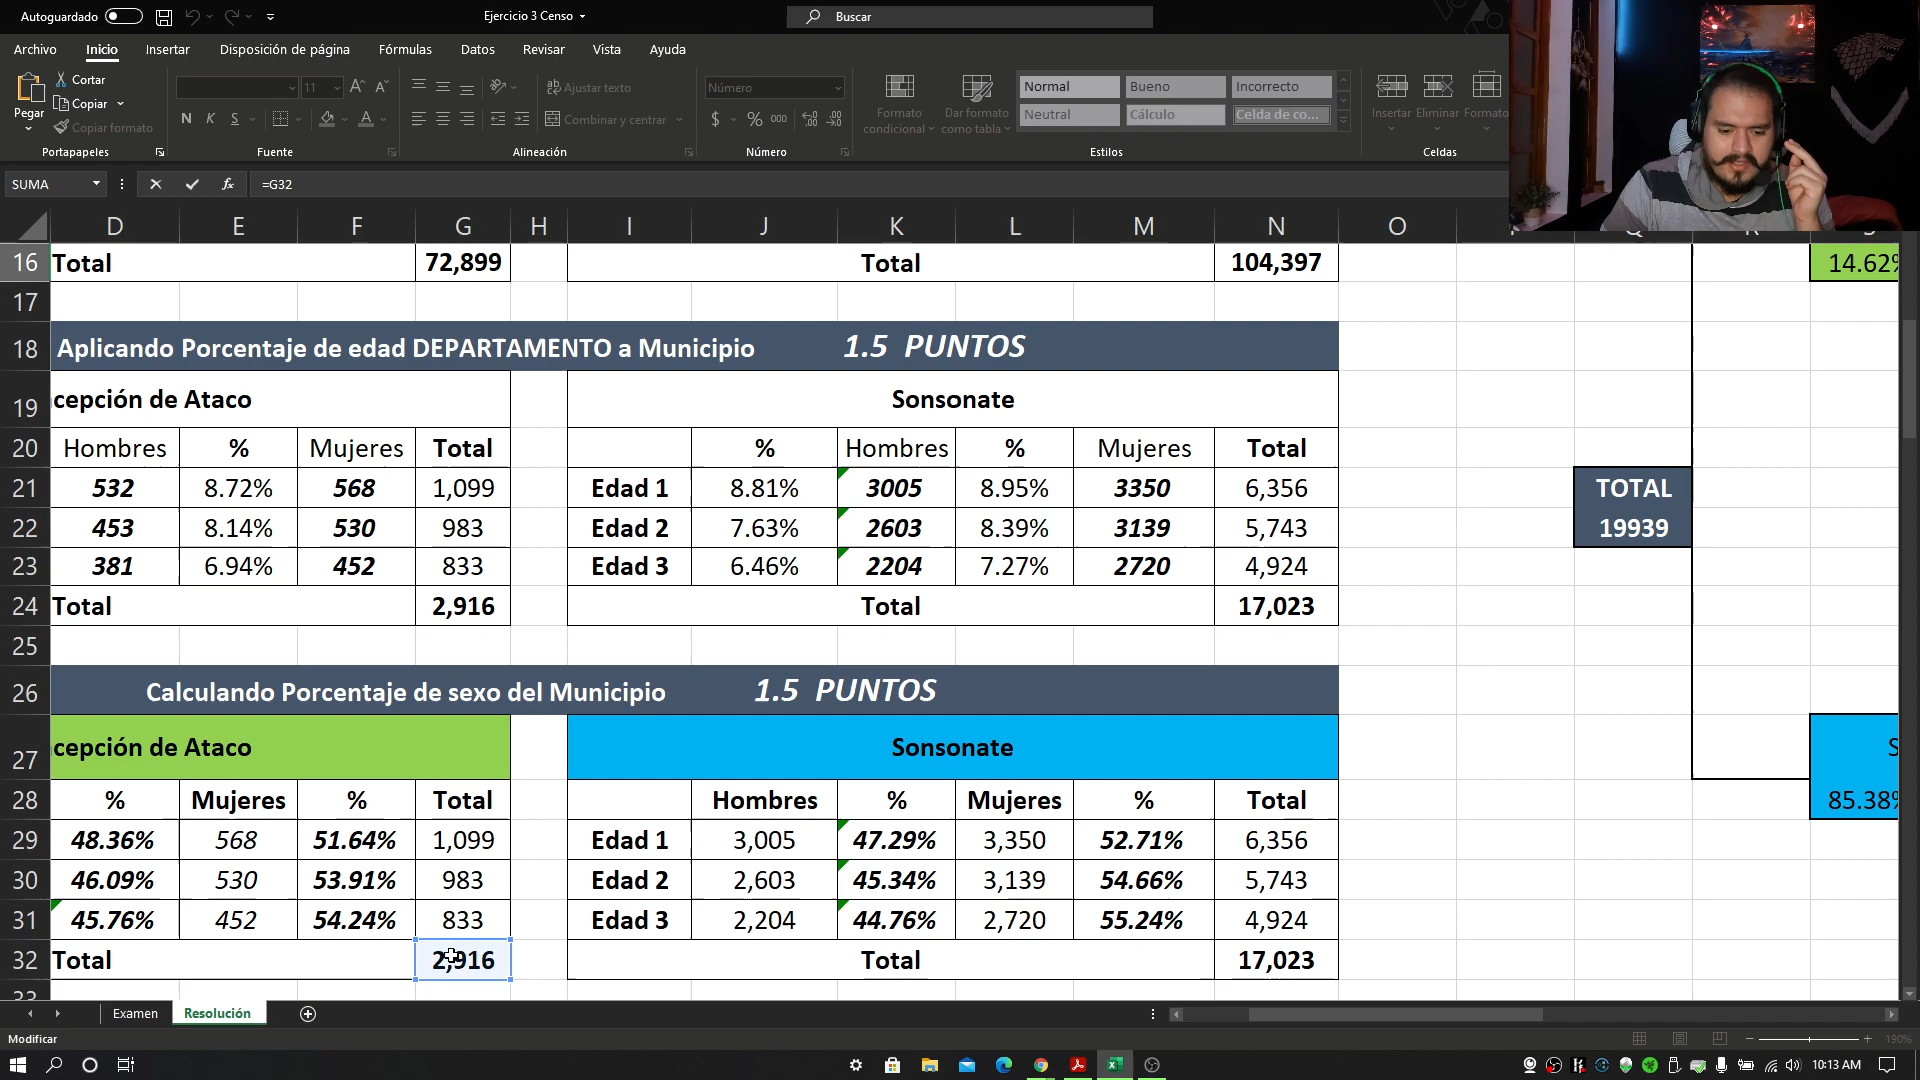 Autoguardado
Ejercicio 3 Censo
Buscar
Archivo Inicio Insertar Disposición de página Fórmulas Datos Revisar Vista Ayuda
Pegar
Cortar
Copiar
Copiar formato
Portapapeles
11
N K S
Fuente
Ajustar texto
Combinar y centrar
Alineación
Número
$ % 000
Número
Formato condicional
Dar formato como tabla
Normal Bueno Incorrecto
Neutral Cálculo Celda de co...
Estilos
Insertar Eliminar Formato
Celdas
SUMA
fx =G32
D E F G H I J K L M N O
16 Total 72,899 Total 104,397 14.62%
17
18 Aplicando Porcentaje de edad DEPARTAMENTO a Municipio 1.5 PUNTOS
19 cepción de Ataco Sonsonate
20 Hombres % Mujeres Total % Hombres % Mujeres Total
21 532 8.72% 568 1,099 Edad 1 8.81% 3005 8.95% 3350 6,356 TOTAL
22 453 8.14% 530 983 Edad 2 7.63% 2603 8.39% 3139 5,743 19939
23 381 6.94% 452 833 Edad 3 6.46% 2204 7.27% 2720 4,924
24 Total 2,916 Total 17,023
25
26 Calculando Porcentaje de sexo del Municipio 1.5 PUNTOS
27 cepción de Ataco Sonsonate S
28 % Mujeres % Total Hombres % Mujeres % Total 85.38%
29 48.36% 568 51.64% 1,099 Edad 1 3,005 47.29% 3,350 52.71% 6,356
30 46.09% 530 53.91% 983 Edad 2 2,603 45.34% 3,139 54.66% 5,743
31 45.76% 452 54.24% 833 Edad 3 2,204 44.76% 2,720 55.24% 4,924
32 Total 2,916 Total 17,023
33
Examen Resolución
Modificar
190%
10:13 AM